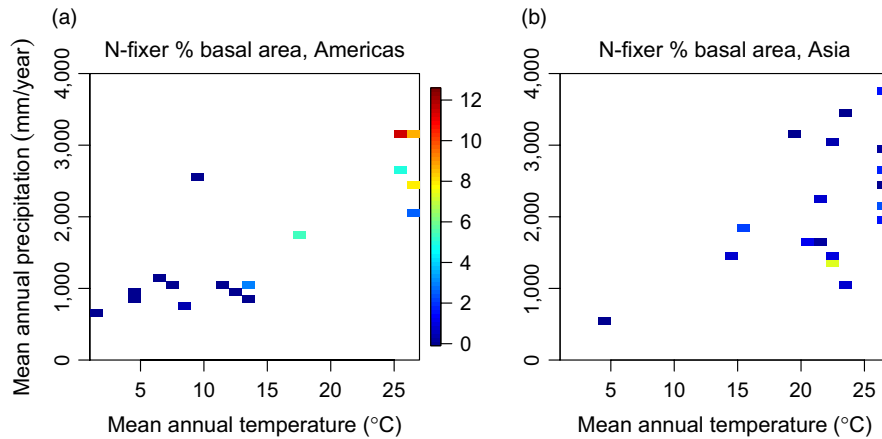 (a)
N-fixer % basal area, Americas
Mean annual precipitation (mm/year)
4,000
3,000
2,000
1,000
0
5 10 15 20 25
Mean annual temperature (°C)
12
10
8
6
4
2
0
(b)
N-fixer % basal area, Asia
4,000
3,000
2,000
1,000
0
5 10 15 20 25
Mean annual temperature (°C)